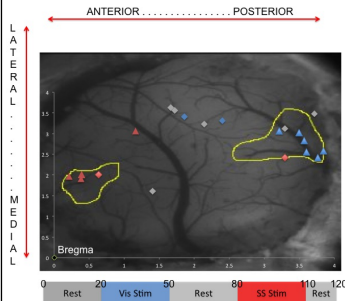 ANTERIOR . . . . . . . . . . . . . . . . POSTERIOR
L
A
T
E
R
A
L
.
.
.
.
.
.
.
M
E
D
I
A
L
4
3.5
3
2.5
2
1.5
1
0.5
Bregma
0 0.5 1 1.5 2 2.5 3 3.5 4
0 20 50 80 110 120
Rest Vis Stim Rest SS Stim Rest